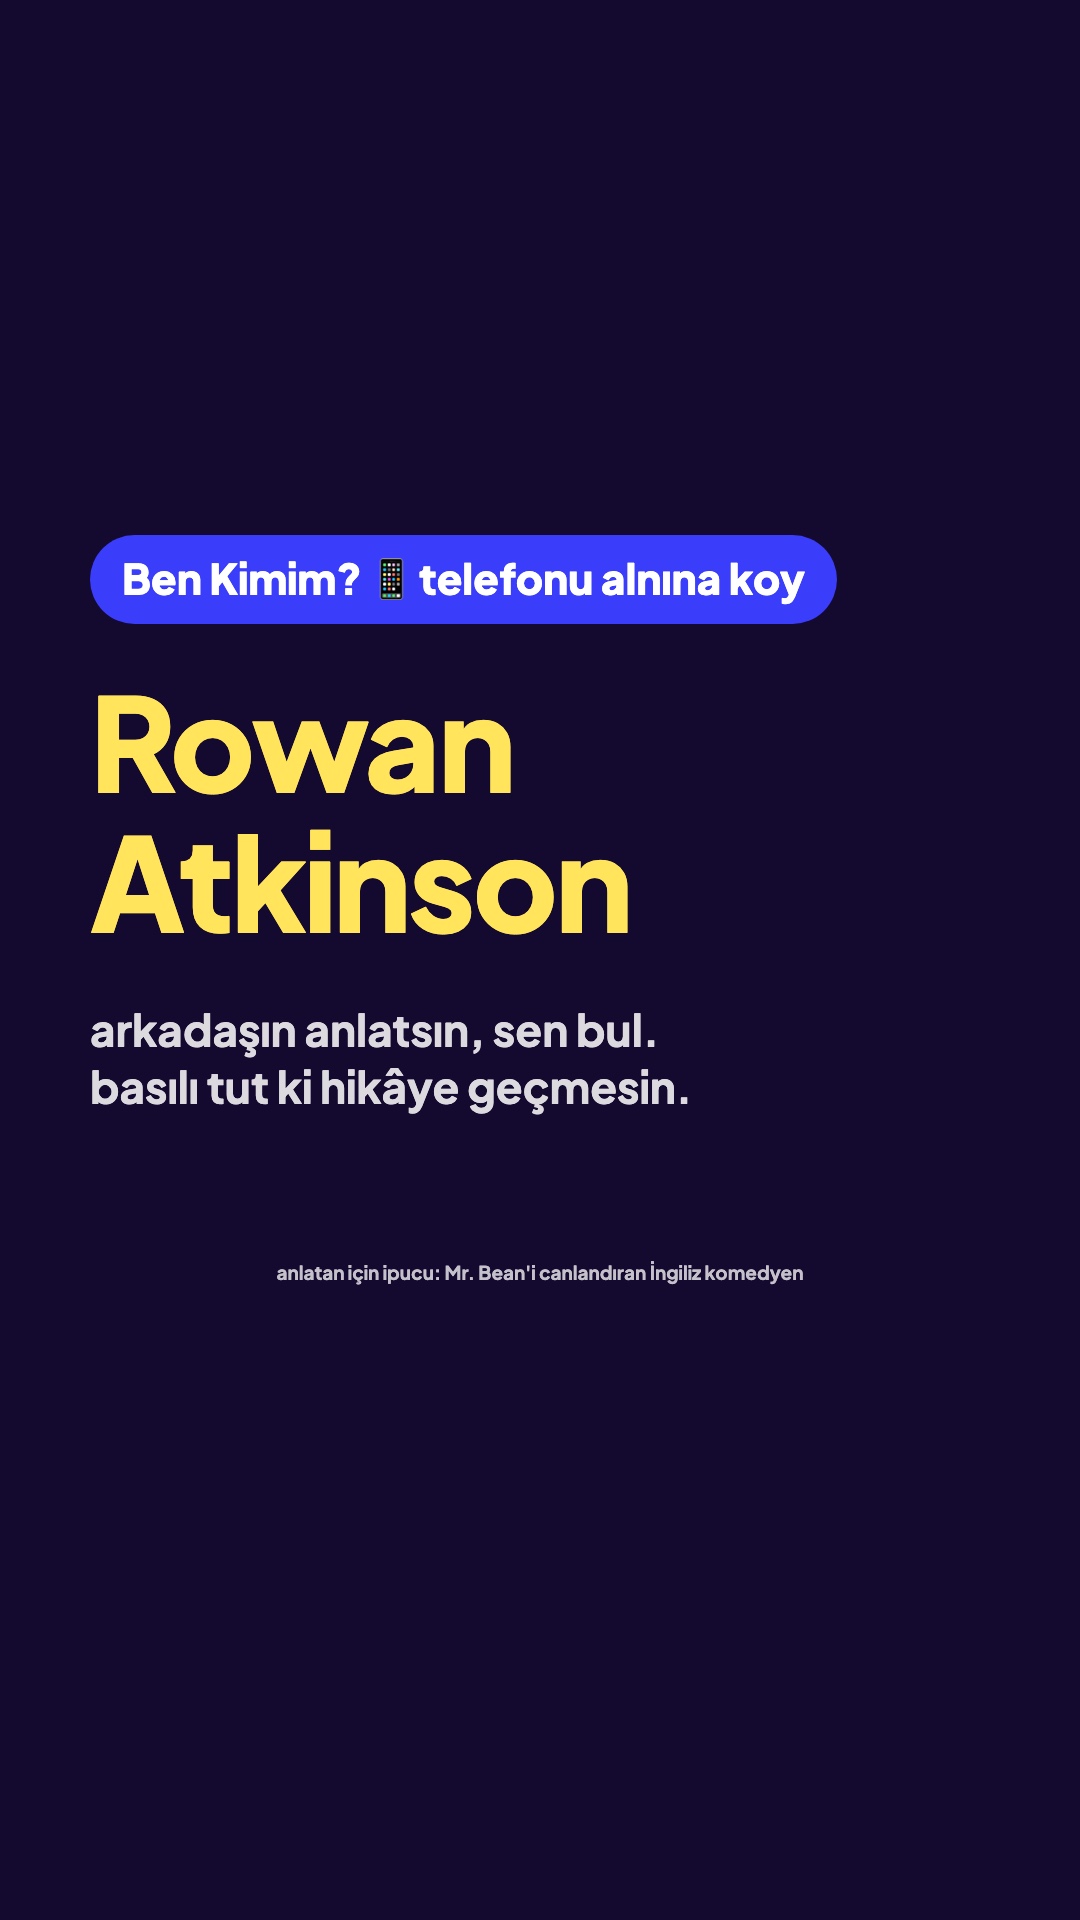 Ben Kimim? 📱 telefonu alnına koy
Rowan
Atkinson
arkadaşın anlatsın, sen bul.
basılı tut ki hikâye geçmesin.
anlatan için ipucu: Mr. Bean'i canlandıran İngiliz komedyen